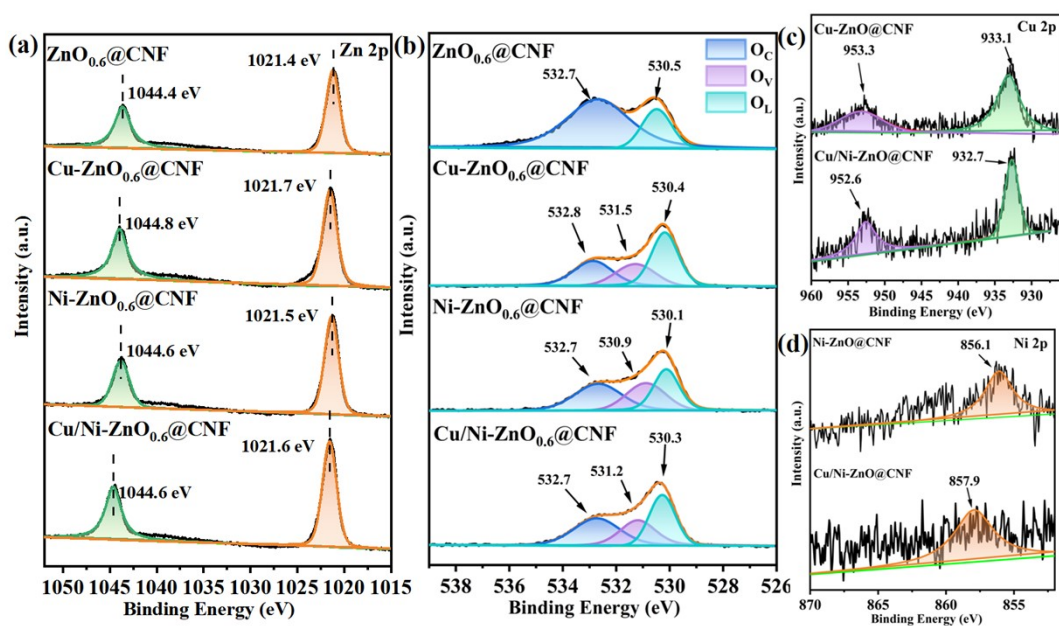 (a)
ZnO0.6@CNF
Zn 2p
1021.4 eV
1044.4 eV
Cu-ZnO0.6@CNF
1021.7 eV
1044.8 eV
Ni-ZnO0.6@CNF
1021.5 eV
1044.6 eV
Cu/Ni-ZnO0.6@CNF
1021.6 eV
1044.6 eV
Intensity (a.u.)
1050 1045 1040 1035 1030 1025 1020 1015
Binding Energy (eV)
(b)
ZnO0.6@CNF
OC
OV
OL
532.7
530.5
Cu-ZnO0.6@CNF
532.8
531.5
530.4
Ni-ZnO0.6@CNF
532.7
530.9
530.1
Cu/Ni-ZnO0.6@CNF
532.7
531.2
530.3
Intensity (a.u.)
538 536 534 532 530 528 526
Binding Energy (eV)
(c)
Cu-ZnO@CNF
933.1
Cu 2p
953.3
Cu/Ni-ZnO@CNF
932.7
952.6
Intensity (a.u.)
960 955 950 945 940 935 930
Binding Energy (eV)
(d)
Ni-ZnO@CNF
856.1
Ni 2p
Cu/Ni-ZnO@CNF
857.9
Intensity (a.u.)
870 865 860 855
Binding Energy (eV)